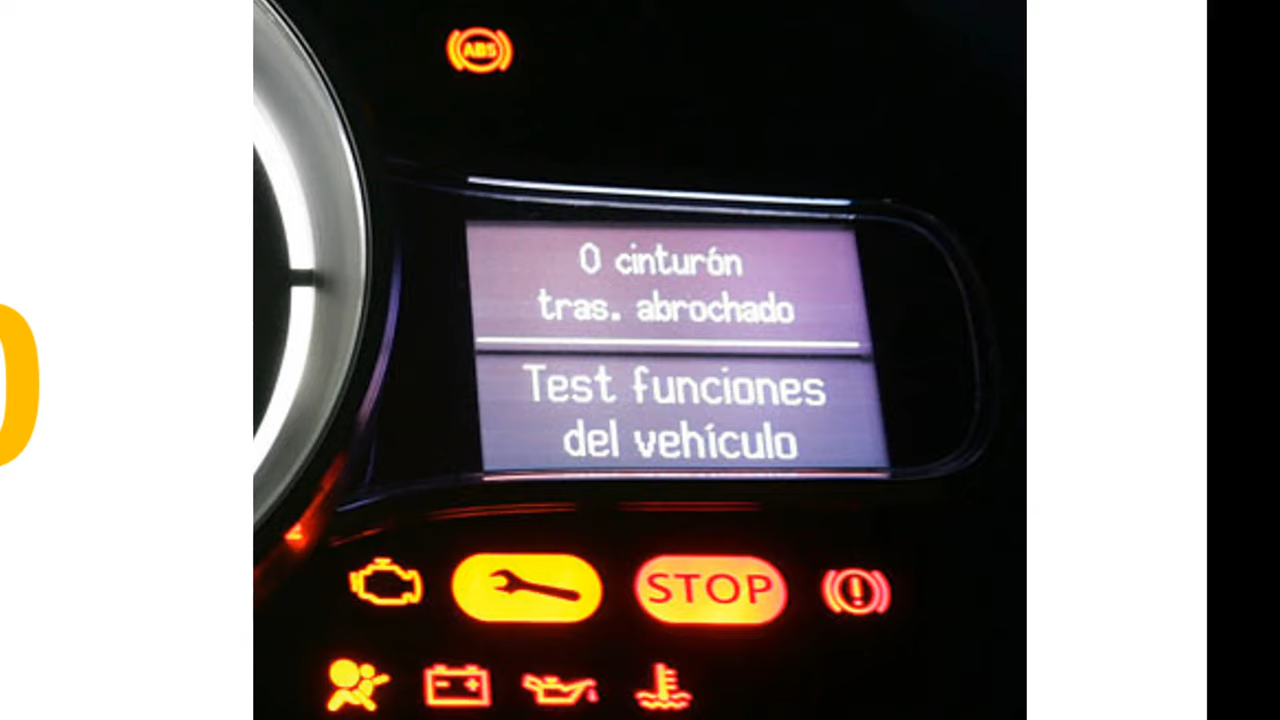 ABS
0 cinturón
tras. abrochado
Test funciones
del vehículo
STOP